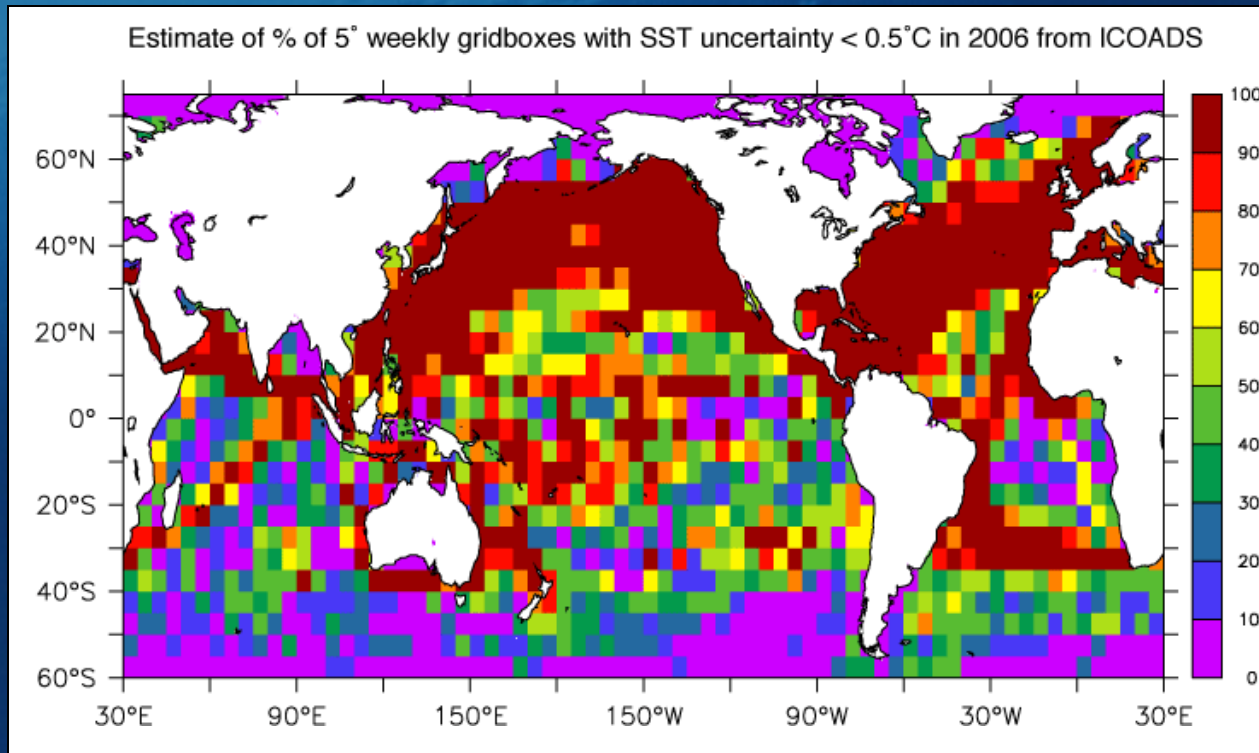 Estimate of % of 5° weekly gridboxes with SST uncertainty < 0.5°C in 2006 from ICOADS
60°N
40°N
20°N
0°
20°S
40°S
60°S
30°E 90°E 150°E 150°W 90°W 30°W 30°E
100
90
80
70
60
50
40
30
20
10
0